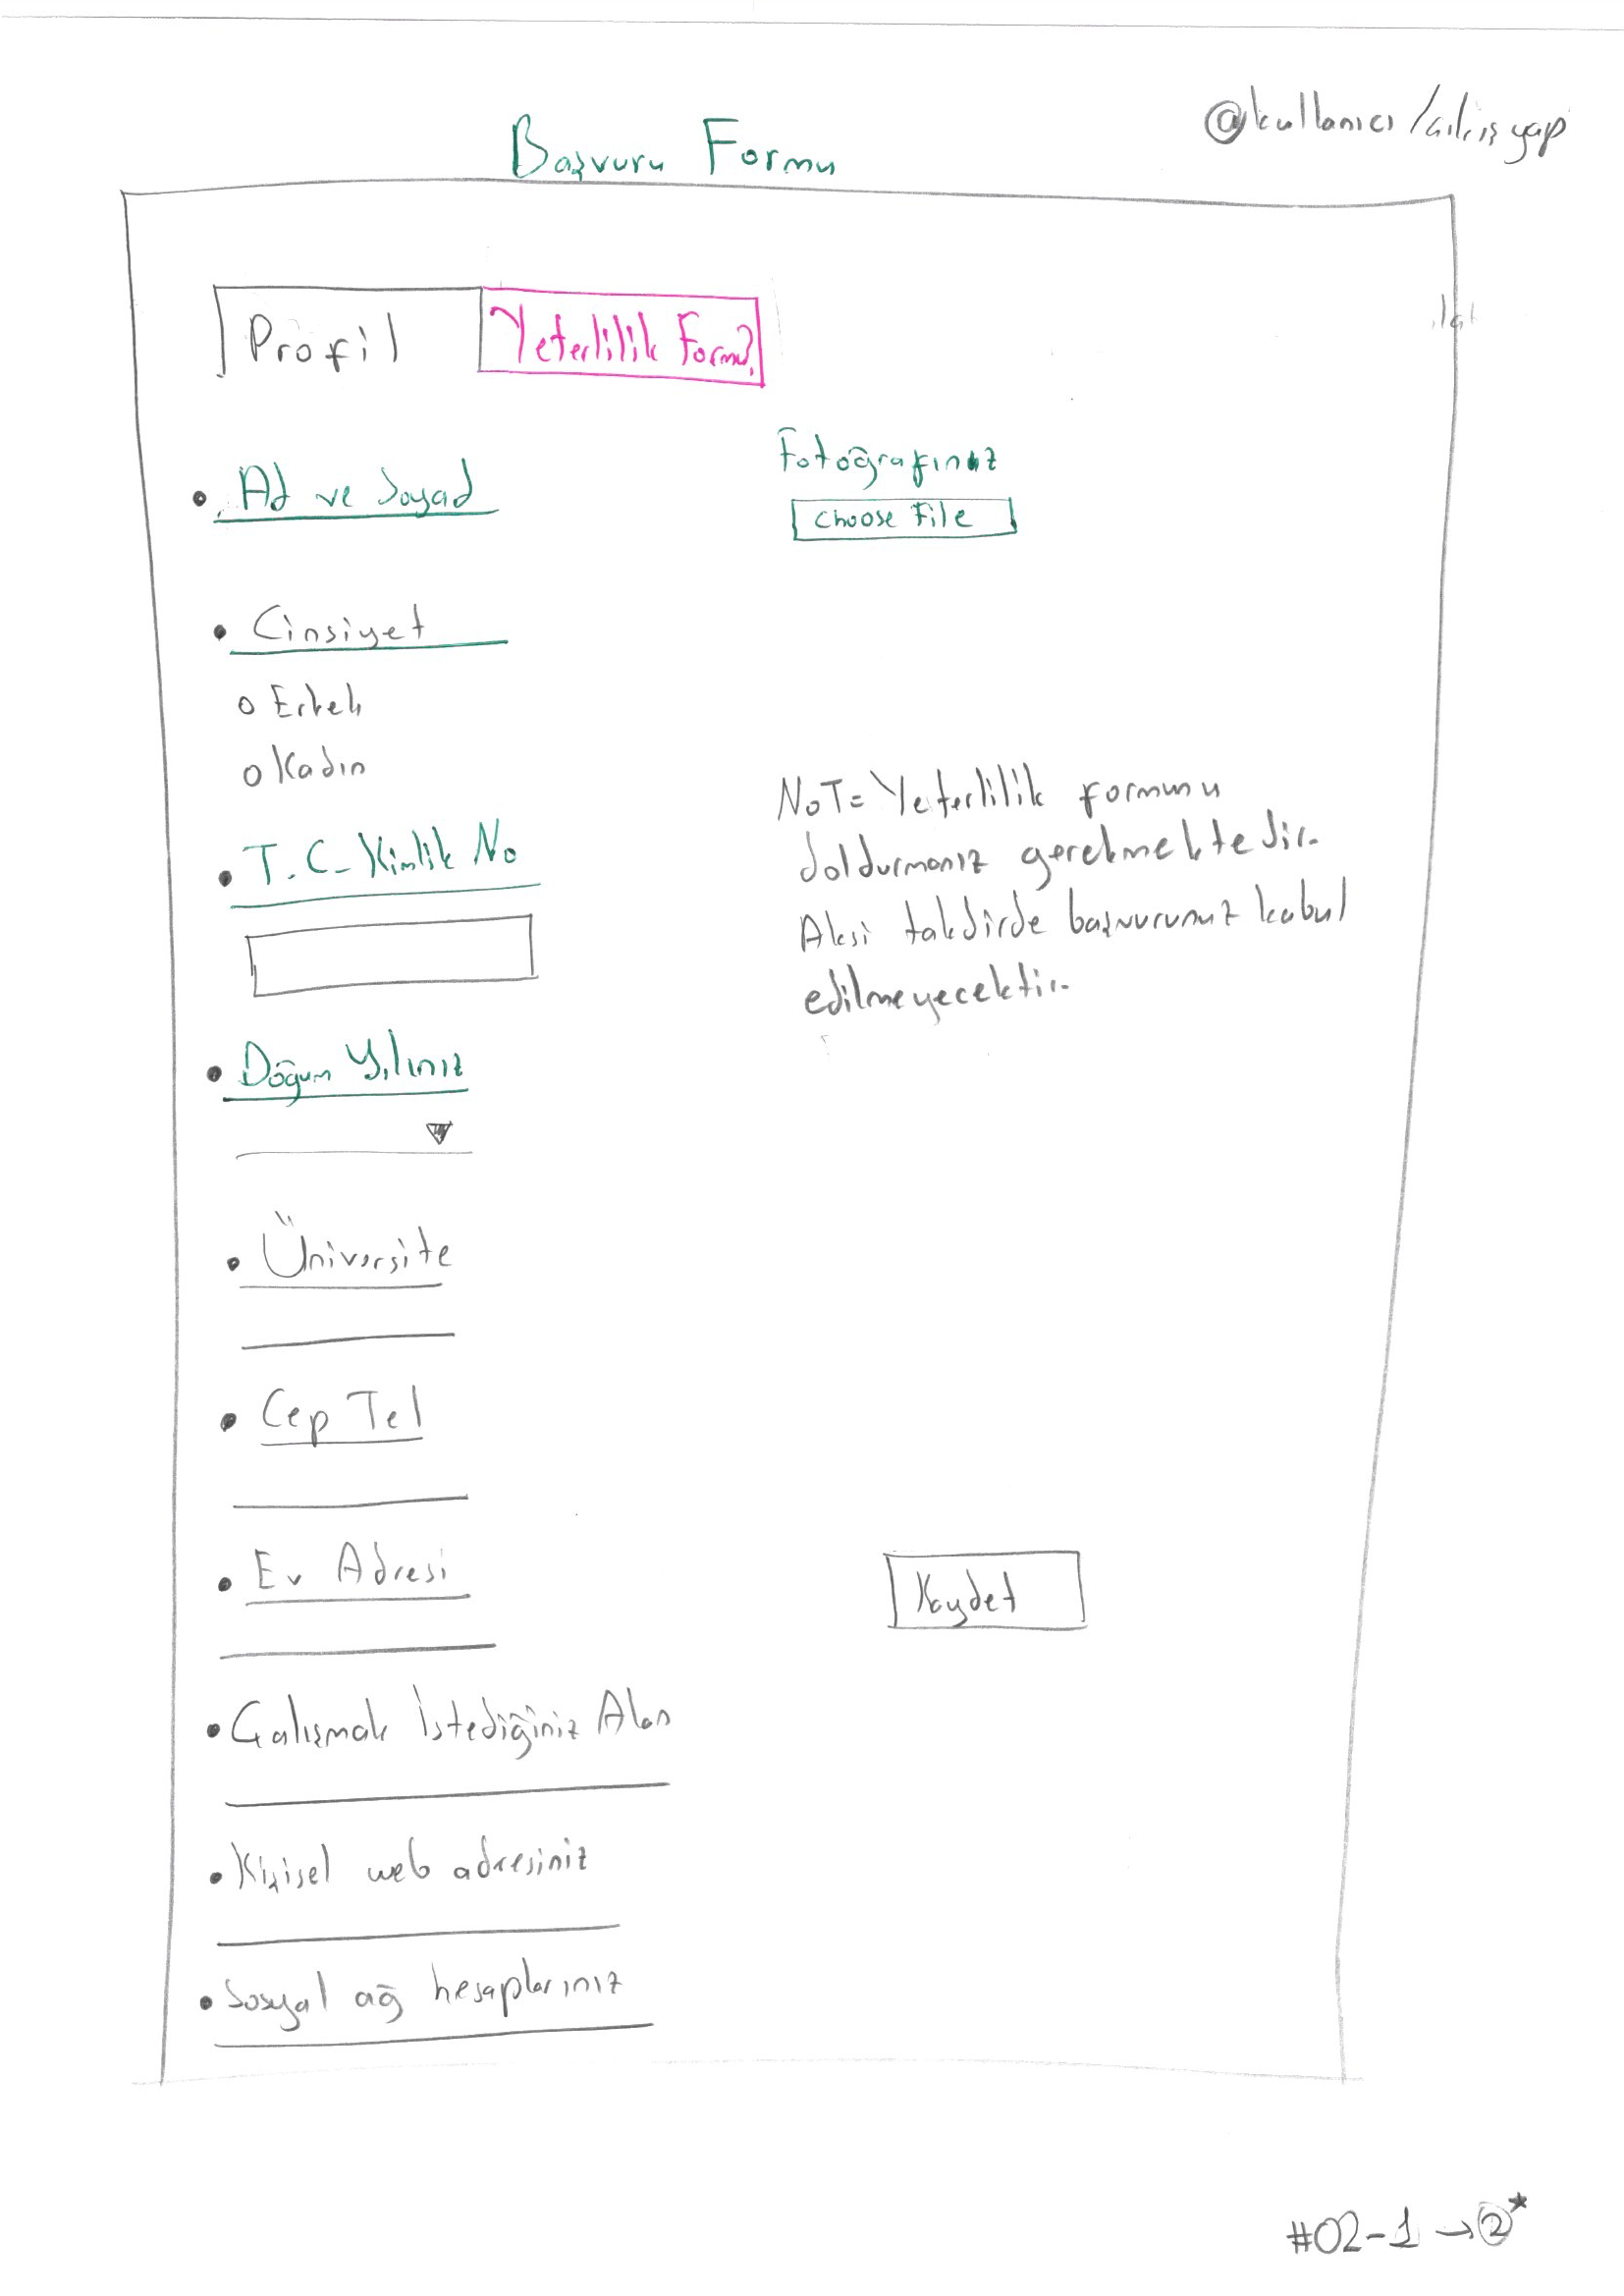 @kullanıcı / çıkış yap
Başvuru Formu
Profil
Yeterlilik Formu?
• Ad ve Soyad
Fotoğrafınız
Choose File
• Cinsiyet
o Erkek
o Kadın
• T.C. Kimlik No
NOT= Yeterlilik formunu
doldurmanız gerekmektedir.
Aksi takdirde başvurunuz kabul
edilmeyecektir.
• Doğum Yılınız
• Üniversite
• Cep Tel
• Ev Adresi
Kaydet
• Çalışmak İstediğiniz Alan
• Kişisel web adresiniz
• Sosyal ağ hesaplarınız
#02-1 → 2*